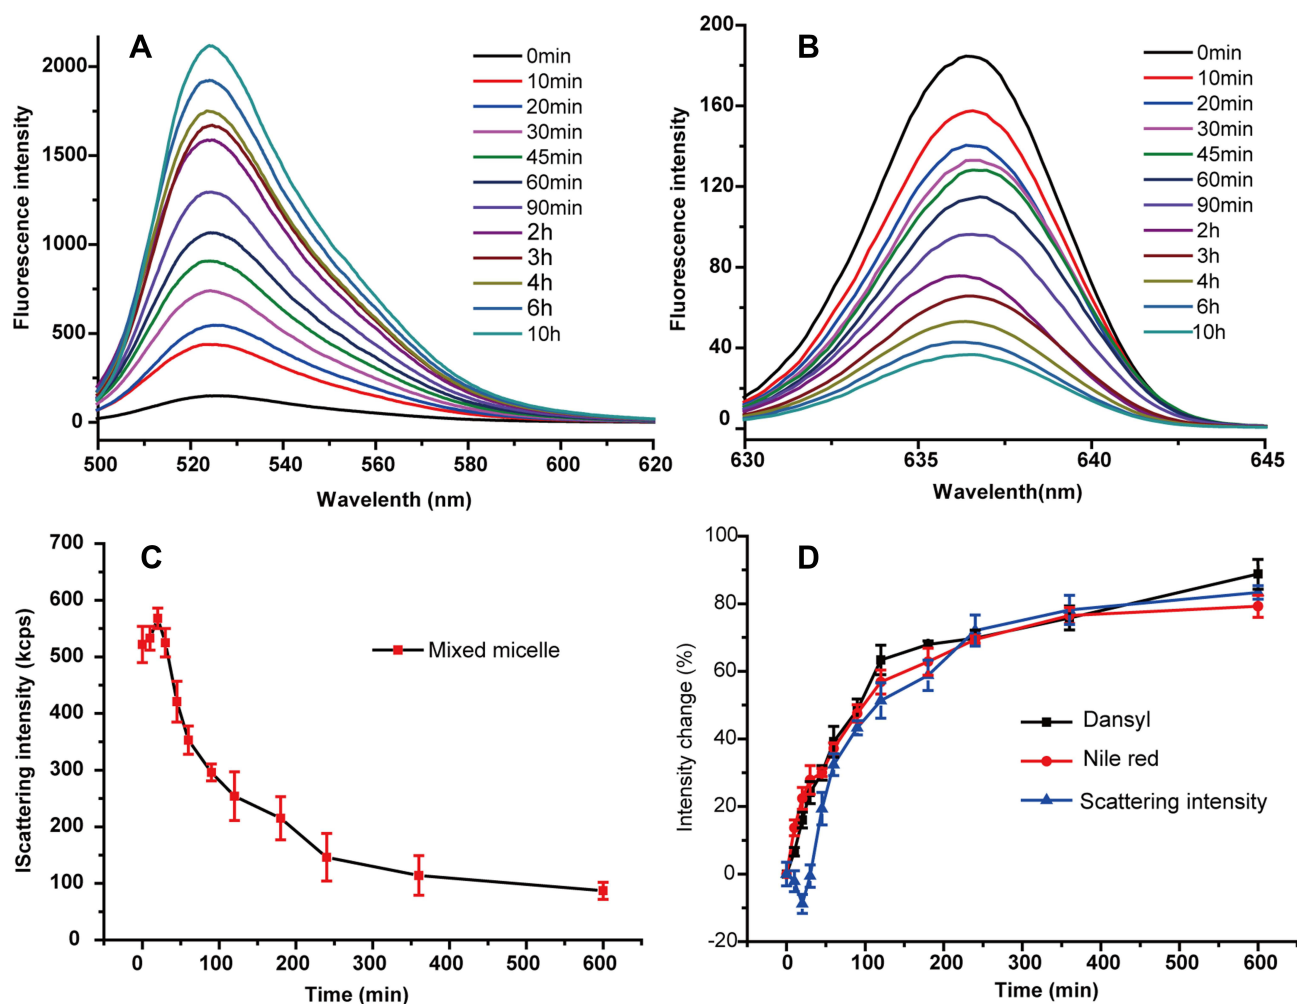 A
Fluorescence intensity
2000
1500
1000
500
0
500
520
540
560
580
600
620
Wavelenth (nm)
0min
10min
20min
30min
45min
60min
90min
2h
3h
4h
6h
10h
B
Fluorescence intensity
200
160
120
80
40
0
630
635
640
645
Wavelenth(nm)
0min
10min
20min
30min
45min
60min
90min
2h
3h
4h
6h
10h
C
IScattering intensity (kcps)
700
600
500
400
300
200
100
0
0
100
200
300
400
500
600
Time (min)
Mixed micelle
D
Intensity change (%)
100
80
60
40
20
0
-20
0
100
200
300
400
500
600
Time (min)
Dansyl
Nile red
Scattering intensity